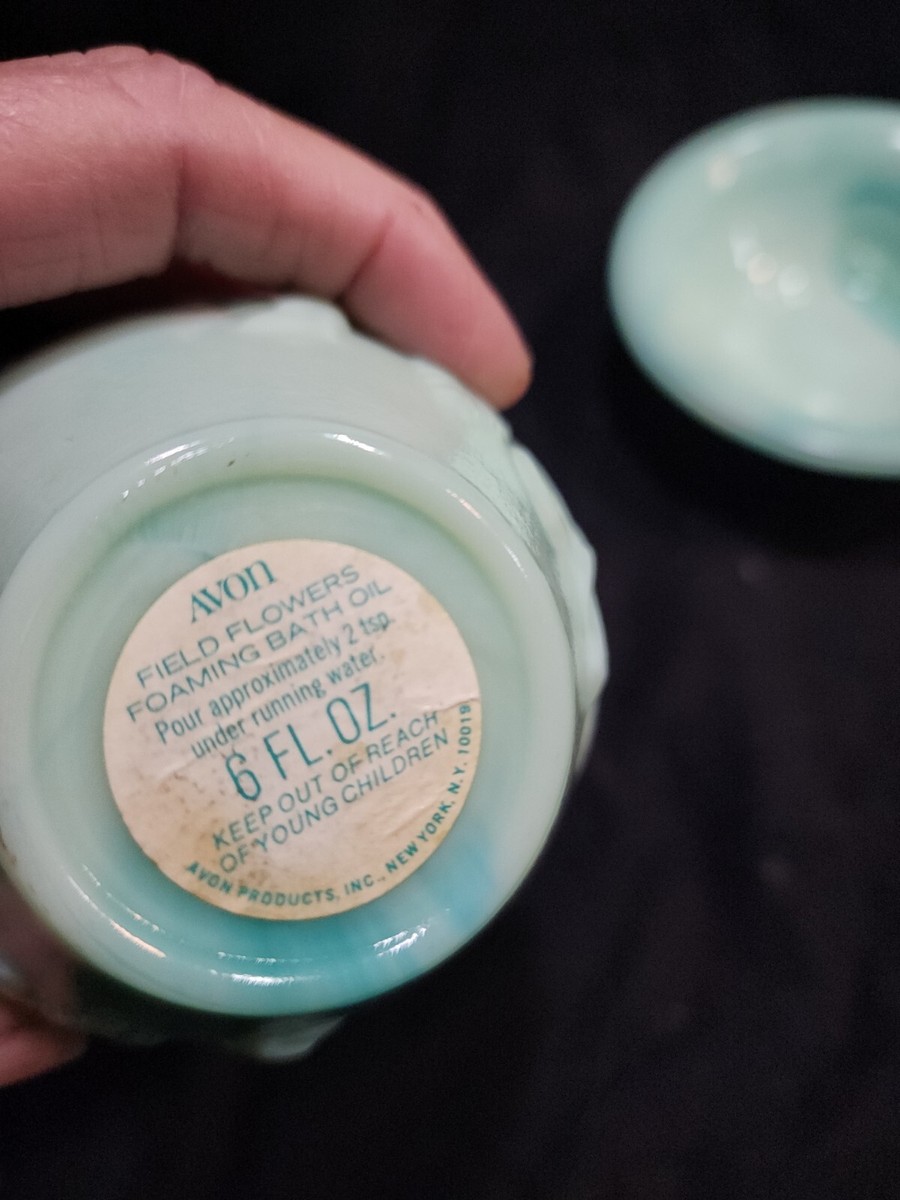 AVON
FIELD FLOWERS
FOAMING BATH OIL
Pour approximately 2 tsp.
under running water.
6 FL. OZ.
KEEP OUT OF REACH
OF YOUNG CHILDREN
AVON PRODUCTS, INC., NEW YORK, N.Y. 10019